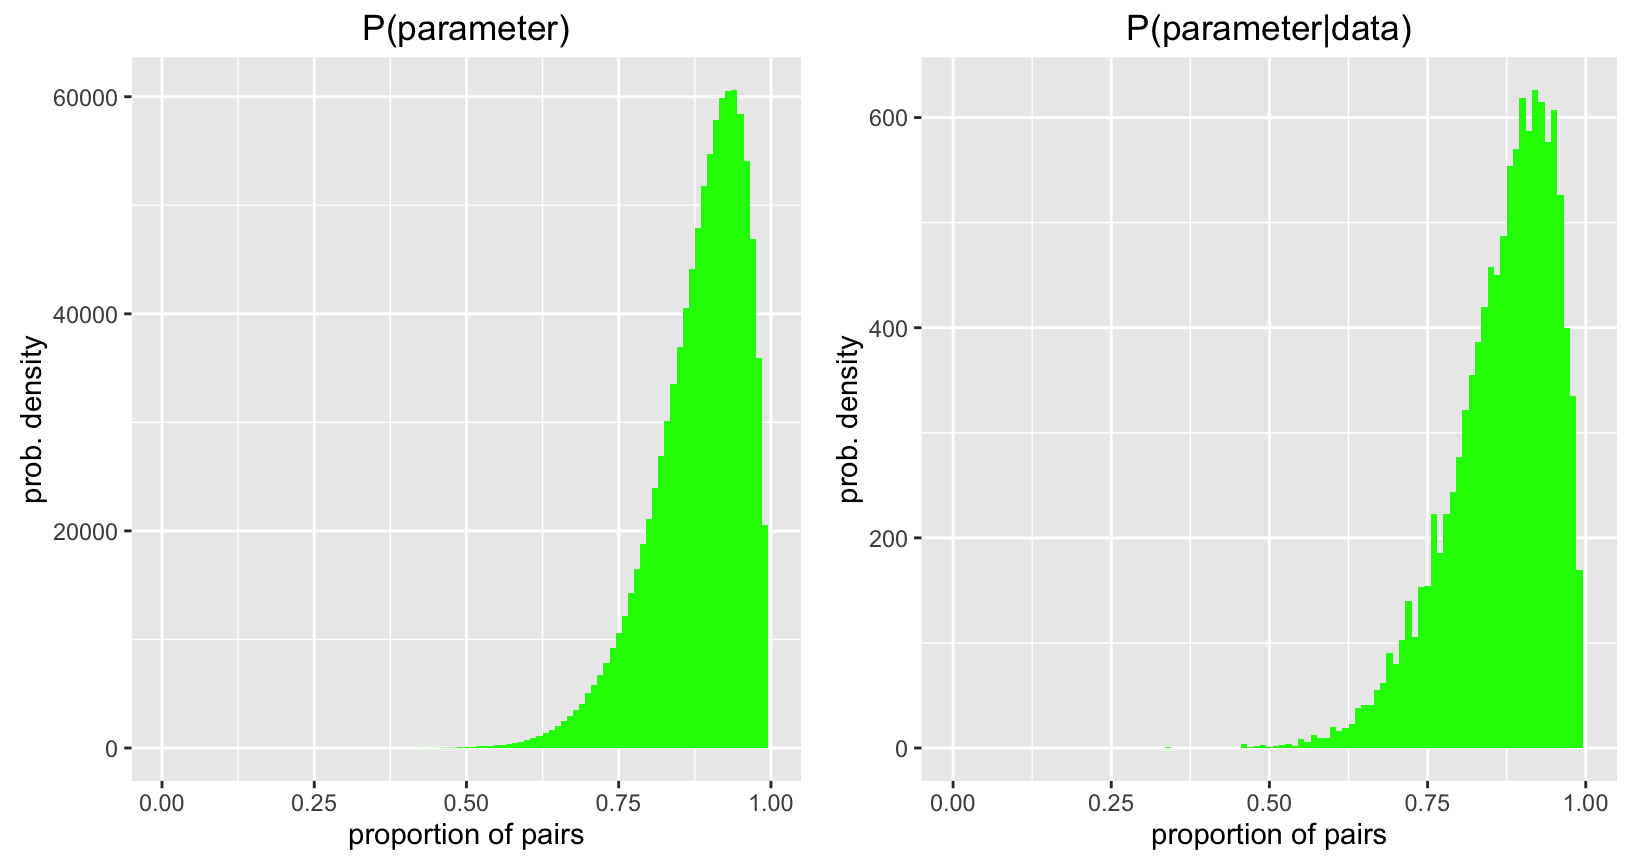 P(parameter)
prob. density
60000
40000
20000
0
0.00 0.25 0.50 0.75 1.00
proportion of pairs
P(parameter|data)
prob. density
600
400
200
0
0.00 0.25 0.50 0.75 1.00
proportion of pairs